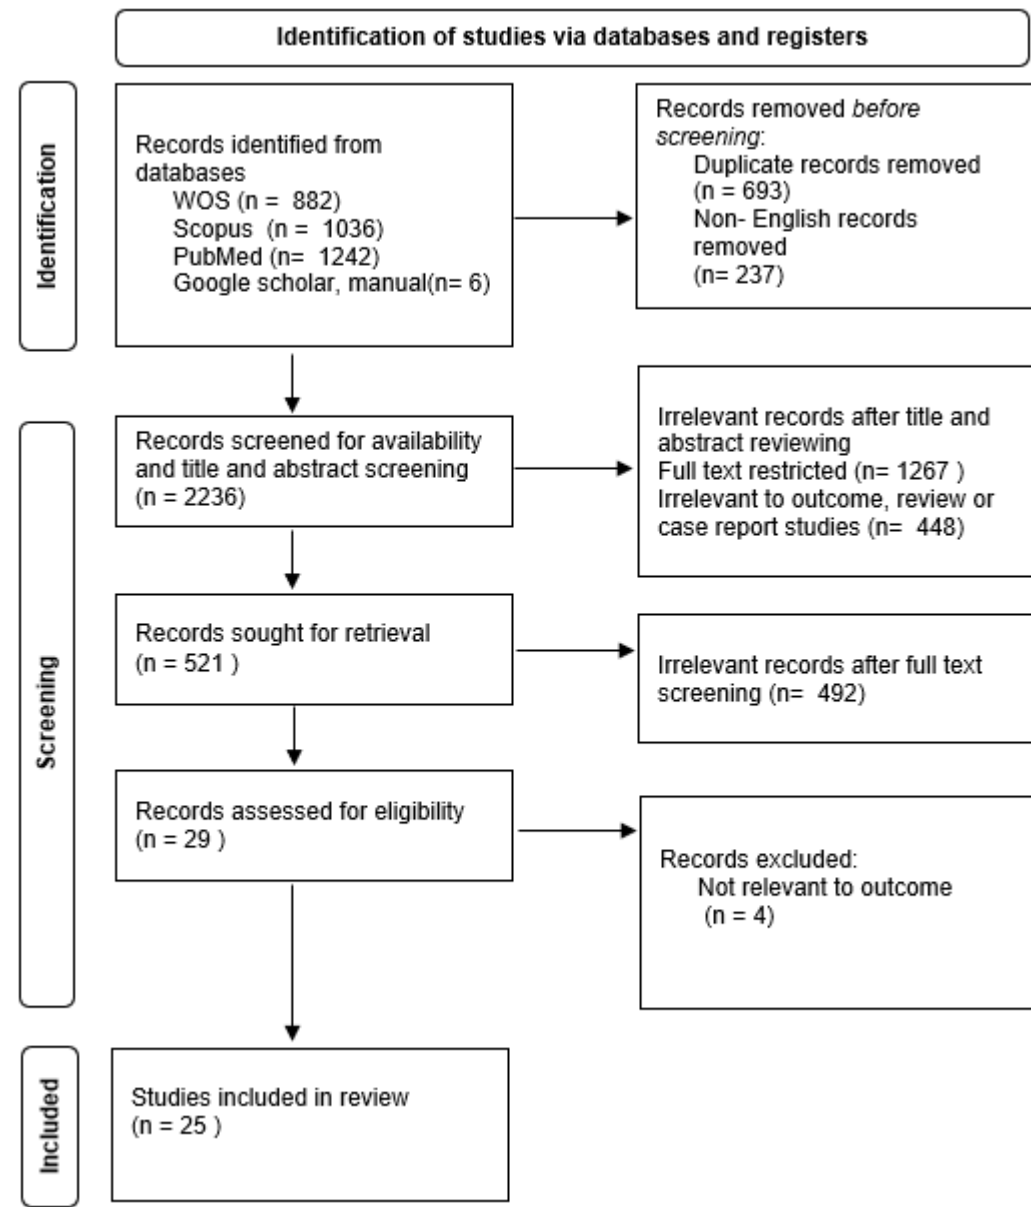 Identification of studies via databases and registers
Identification
Records identified from
databases
WOS (n = 882)
Scopus (n = 1036)
PubMed (n= 1242)
Google scholar, manual(n= 6)
Records removed before
screening:
Duplicate records removed
(n = 693)
Non- English records
removed
(n= 237)
Screening
Records screened for availability
and title and abstract screening
(n = 2236)
Irrelevant records after title and
abstract reviewing
Full text restricted (n= 1267 )
Irrelevant to outcome, review or
case report studies (n= 448)
Records sought for retrieval
(n = 521 )
Irrelevant records after full text
screening (n= 492)
Records assessed for eligibility
(n = 29 )
Records excluded:
Not relevant to outcome
(n = 4)
Included
Studies included in review
(n = 25 )